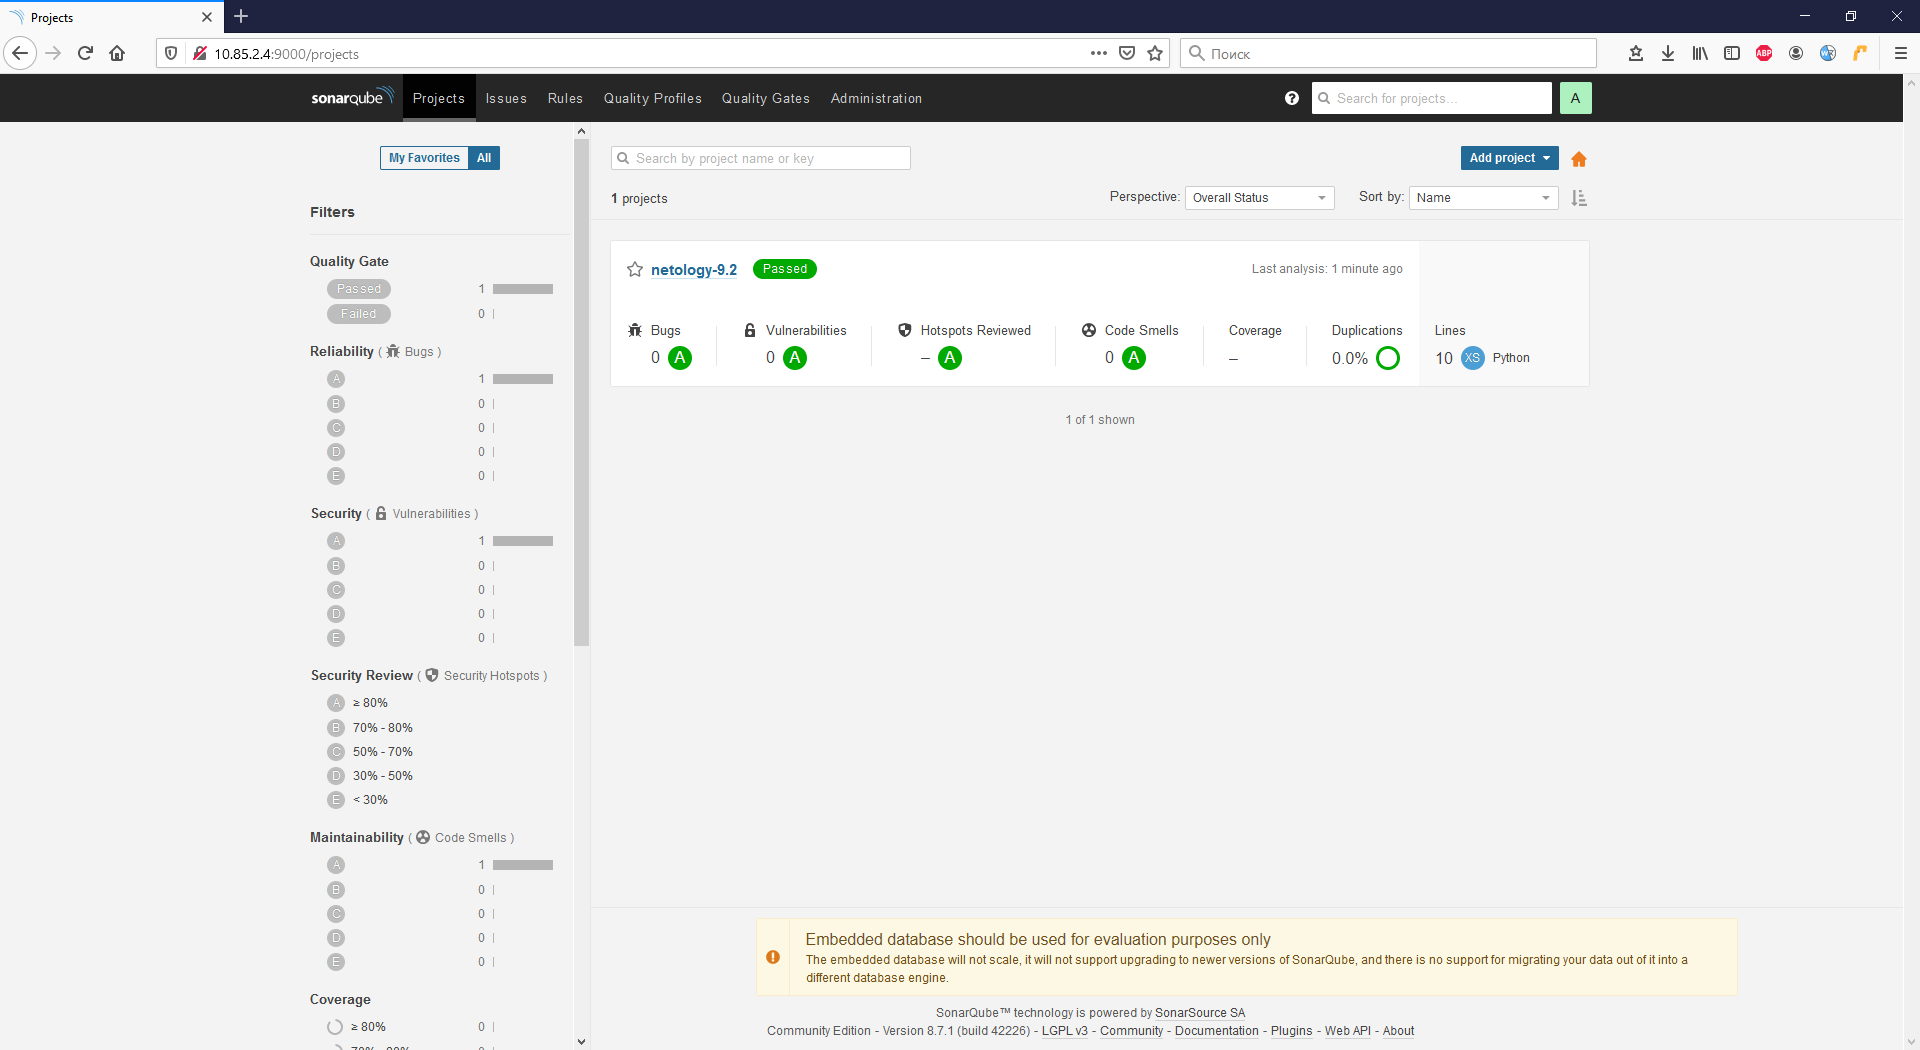 Projects
10.85.2.4:9000/projects
Поиск
ABP
sonarqube Projects Issues Rules Quality Profiles Quality Gates Administration
Search for projects...
A
My Favorites All
Filters
Quality Gate
Passed 1
Failed 0
Reliability ( Bugs )
A 1
B 0
C 0
D 0
E 0
Security ( Vulnerabilities )
A 1
B 0
C 0
D 0
E 0
Security Review ( Security Hotspots )
A ≥ 80%
B 70% - 80%
C 50% - 70%
D 30% - 50%
E < 30%
Maintainability ( Code Smells )
A 1
B 0
C 0
D 0
E 0
Coverage
≥ 80% 0
Search by project name or key
Add project
1 projects
Perspective: Overall Status
Sort by: Name
netology-9.2 Passed
Last analysis: 1 minute ago
Bugs Vulnerabilities Hotspots Reviewed Code Smells Coverage Duplications Lines
0 A 0 A – A 0 A – 0.0% 10 XS Python
1 of 1 shown
Embedded database should be used for evaluation purposes only
The embedded database will not scale, it will not support upgrading to newer versions of SonarQube, and there is no support for migrating your data out of it into a
different database engine.
SonarQube™ technology is powered by SonarSource SA
Community Edition - Version 8.7.1 (build 42226) - LGPL v3 - Community - Documentation - Plugins - Web API - About